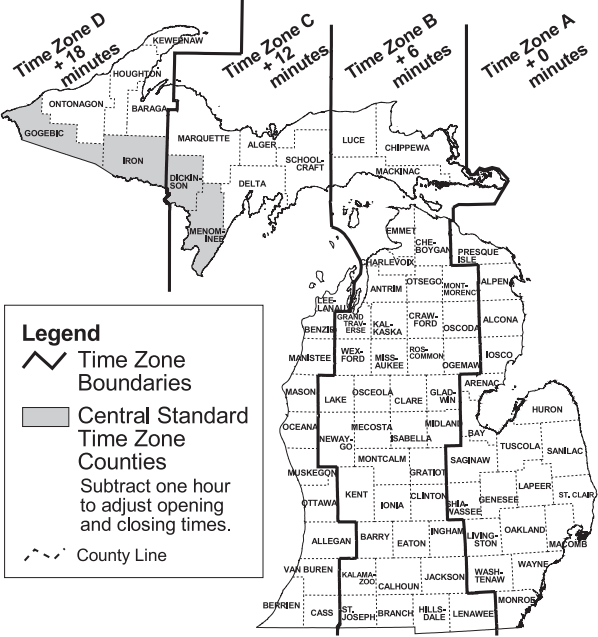 Time Zone D
+ 18
minutes
Time Zone C
+12
minutes
Time Zone B
+ 6
minutes
Time Zone A
+ 0
minutes
KEWEENAW
HOUGHTON
ONTONAGON
BARAGA
GOGEBIC
IRON
MARQUETTE
ALGER
SCHOOL-
CRAFT
DICKIN-
SON
DELTA
MENOM-
INEE
LUCE
CHIPPEWA
MACKINAC
EMMET
CHE-
BOYGAN
PRESQUE
ISLE
CHARLEVOIX
ANTRIM
OTSEGO
MONT-
MORENCY
ALPENA
LEE-
LANAU
BENZIE
GRAND
TRAV-
ERSE
KAL-
KASKA
CRAW-
FORD
OSCODA
ALCONA
MANISTEE
WEX-
FORD
MISS-
AUKEE
ROS-
COMMON
OGEMAW
IOSCO
MASON
LAKE
OSCEOLA
CLARE
GLAD-
WIN
ARENAC
HURON
OCEANA
NEWAY-
GO
MECOSTA
ISABELLA
MIDLAND
BAY
TUSCOLA
SANILAC
MUSKEGON
MONTCALM
GRATIOT
SAGINAW
LAPEER
ST. CLAIR
OTTAWA
KENT
IONIA
CLINTON
SHIA-
WASSEE
GENESEE
ALLEGAN
BARRY
EATON
INGHAM
LIVING-
STON
OAKLAND
MACOMB
VAN BUREN
KALAMA-
ZOO
CALHOUN
JACKSON
WASH-
TENAW
WAYNE
BERRIEN
CASS
ST.
JOSEPH
BRANCH
HILLS-
DALE
LENAWEE
MONROE
Legend
Time Zone
Boundaries
Central Standard
Time Zone
Counties
Subtract one hour
to adjust opening
and closing times.
County Line